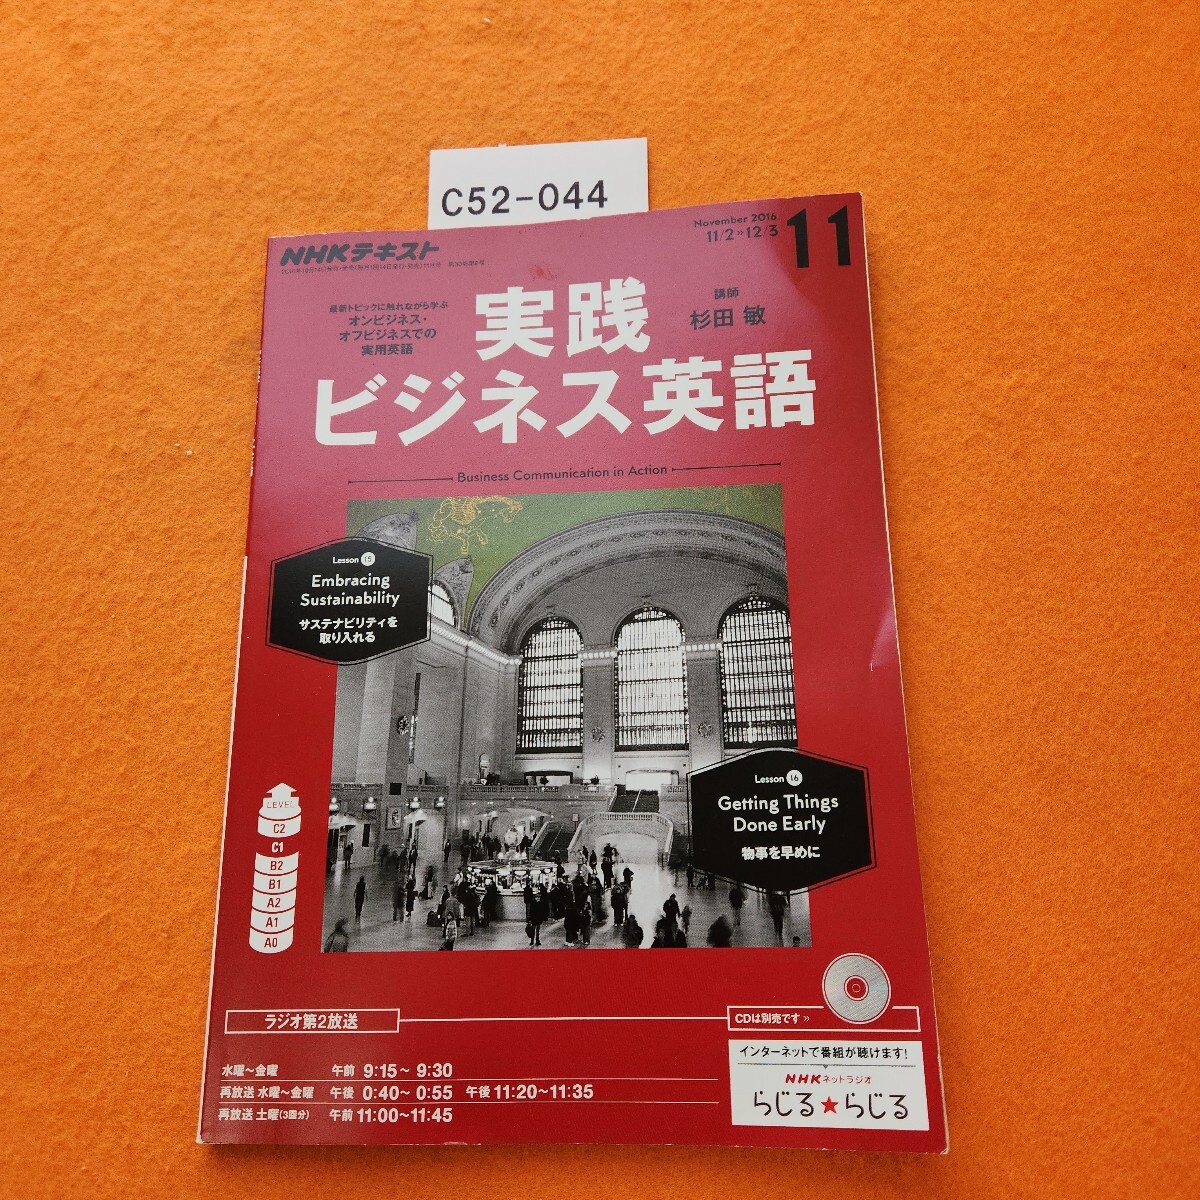 C52-044
NHKテキスト
November 2016
11/2»12/3
11
最新トピックに触れながら学ぶ
オンビジネス・
オフビジネスでの
実用英語
実践
ビジネス英語
講師
杉田 敏
Business Communication in Action
Lesson 15
Embracing
Sustainability
サステナビリティを
取り入れる
Lesson 16
Getting Things
Done Early
物事を早めに
LEVEL
C2
C1
B2
B1
A2
A1
A0
ラジオ第2放送
水曜～金曜 午前 9:15～ 9:30
再放送 水曜～金曜 午後 0:40～ 0:55 午後 11:20～11:35
再放送 土曜(3回分) 午前 11:00～11:45
CDは別売です»
インターネットで番組が聴けます!
NHKネットラジオ
らじる★らじる